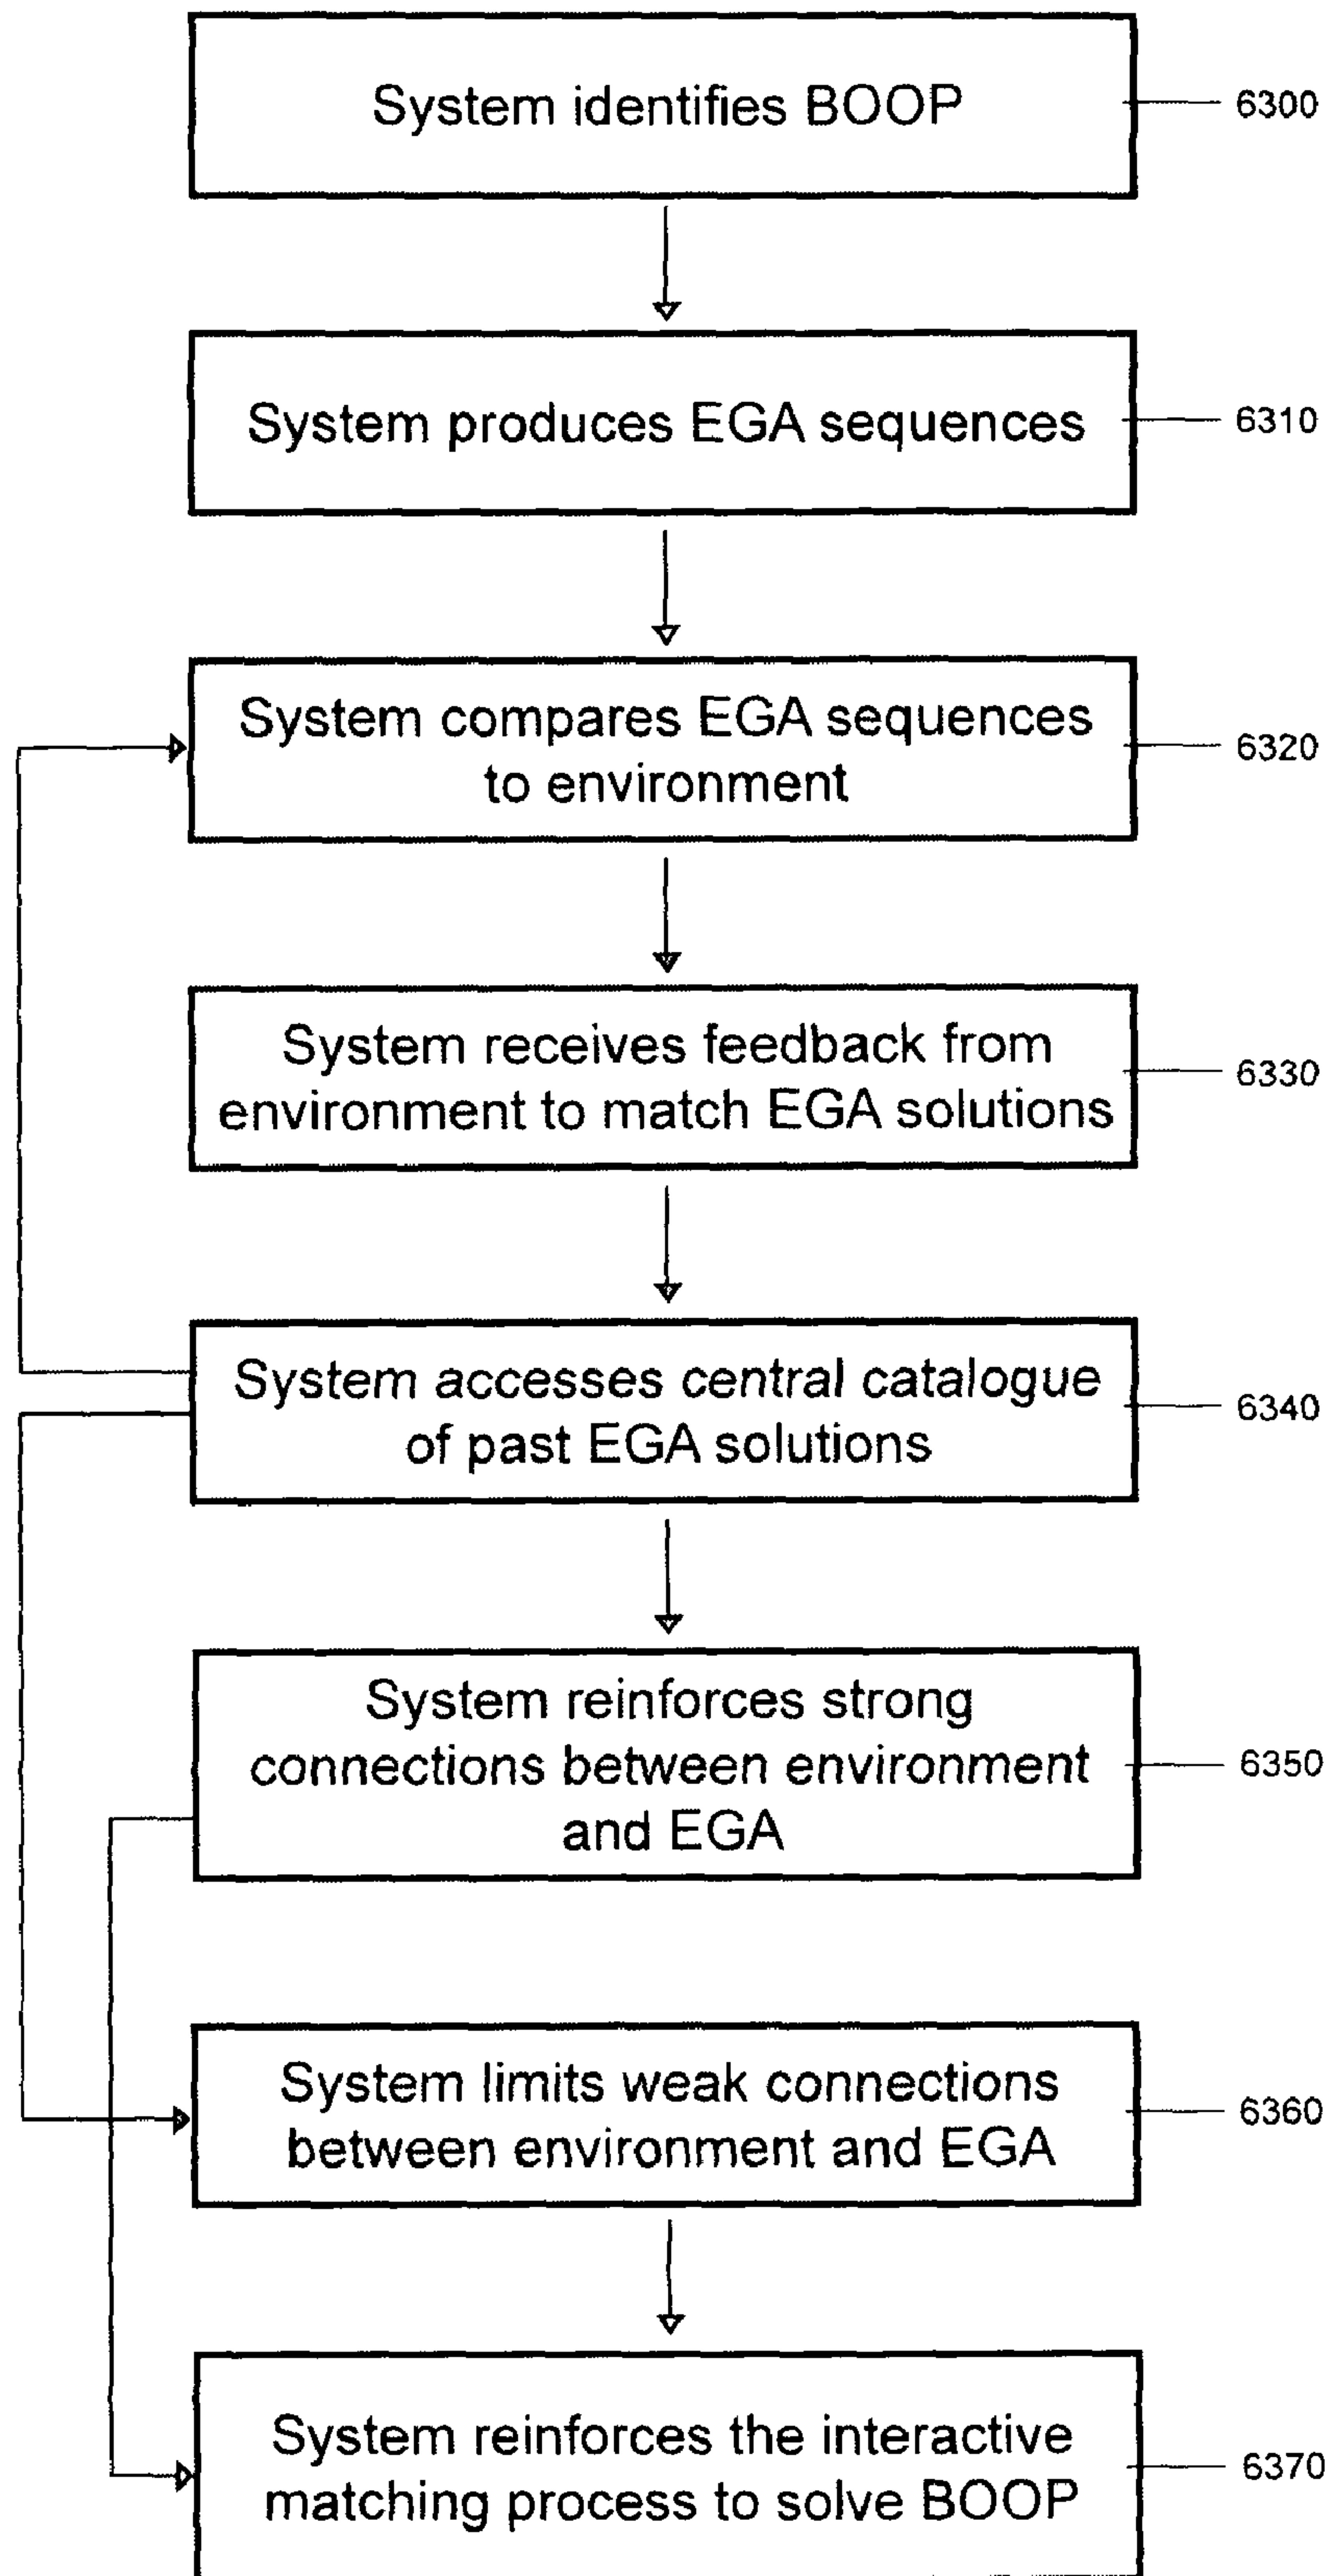 System identifies BOOP
6300
System produces EGA sequences
6310
System compares EGA sequences
to environment
6320
System receives feedback from
environment to match EGA solutions
6330
System accesses central catalogue
of past EGA solutions
6340
System reinforces strong
connections between environment
and EGA
6350
System limits weak connections
between environment and EGA
6360
System reinforces the interactive
matching process to solve BOOP
6370